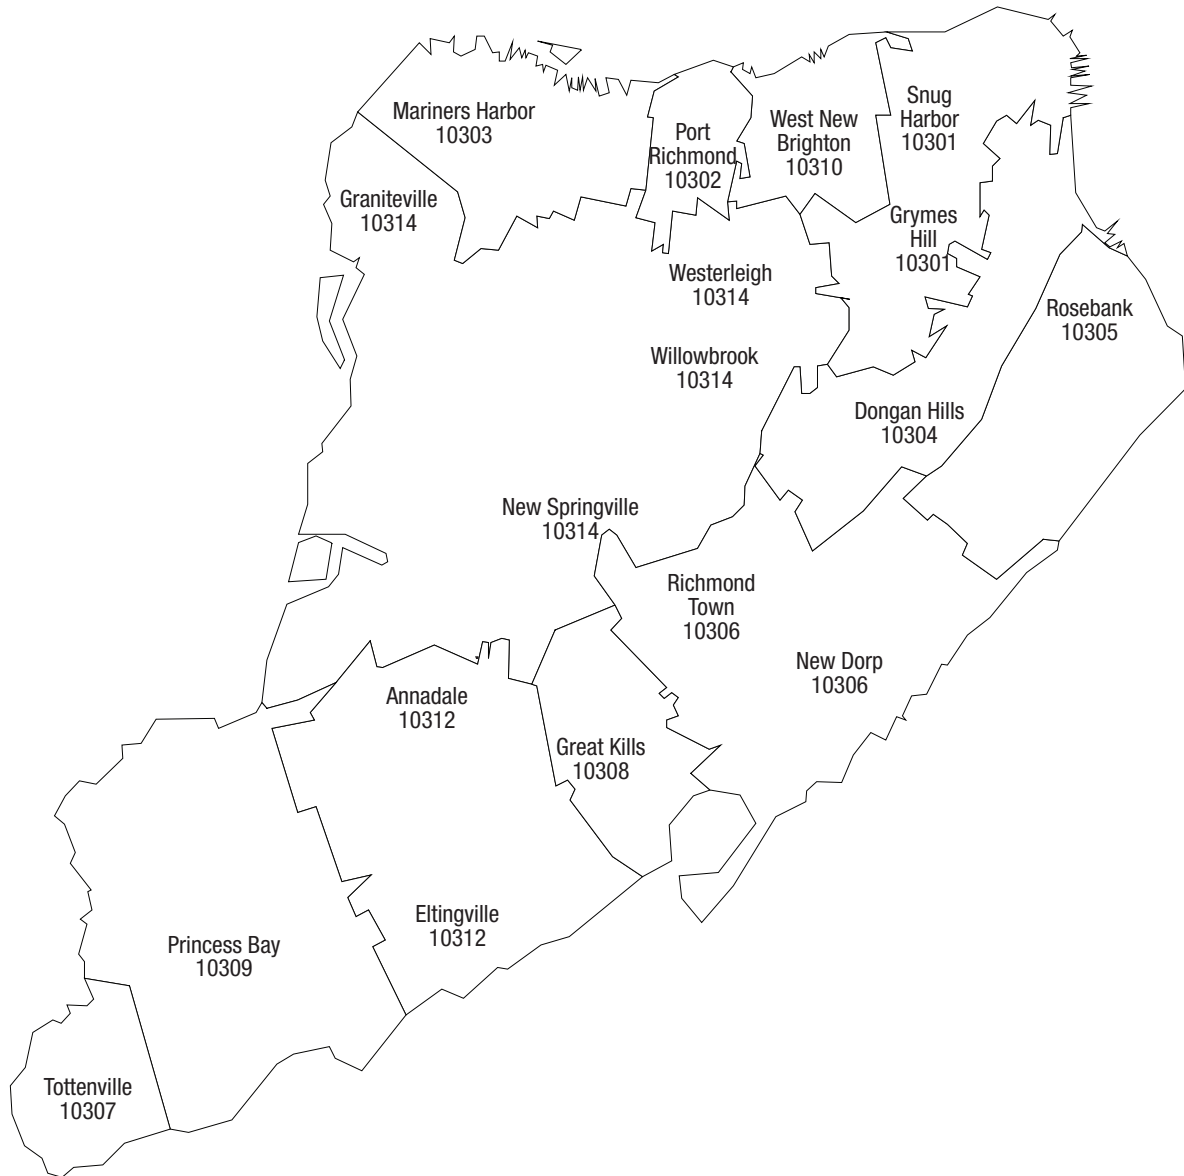 Mariners Harbor
10303
Port
Richmond
10302
West New
Brighton
10310
Snug
Harbor
10301
Graniteville
10314
Grymes
Hill
10301
Westerleigh
10314
Rosebank
10305
Willowbrook
10314
Dongan Hills
10304
New Springville
10314
Richmond
Town
10306
New Dorp
10306
Annadale
10312
Great Kills
10308
Eltingville
10312
Princess Bay
10309
Tottenville
10307